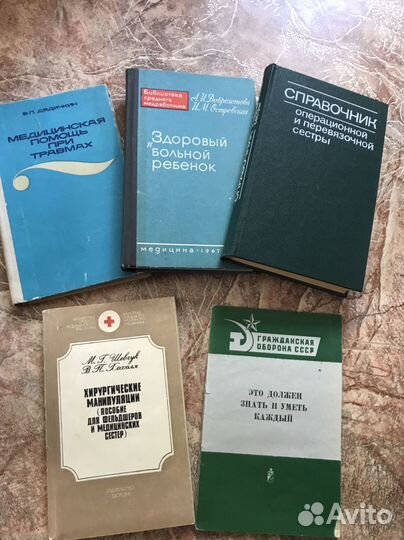 В.П. ДЯДИЧКИН
МЕДИЦИНСКАЯ
ПОМОЩЬ
ПРИ
ТРАВМАХ
Библиотека
среднего
медработника
А. И. Доброхотова
И. М. Островская
Здоровый
и больной
ребенок
медицина · 1967
СПРАВОЧНИК
операционной
и перевязочной
сестры
М. Г. Шевчук
В. П. Хохоля
ХИРУРГИЧЕСКИЕ
МАНИПУЛЯЦИИ
(ПОСОБИЕ
ДЛЯ ФЕЛЬДШЕРОВ
И МЕДИЦИНСКИХ
СЕСТЕР)
ГРАЖДАНСКАЯ
ОБОРОНА СССР
ЭТО ДОЛЖЕН
ЗНАТЬ И УМЕТЬ
КАЖДЫЙ
Avito